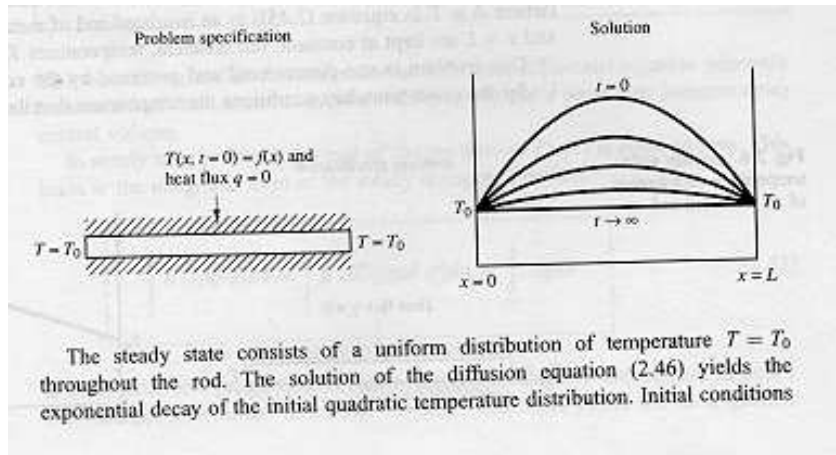 Problem specification
Solution
T(x, t = 0) = f(x) and
heat flux q = 0
T = T₀
T = T₀
t = 0
T₀
T₀
t → ∞
x = 0
x = L
The steady state consists of a uniform distribution of temperature T = T₀
throughout the rod. The solution of the diffusion equation (2.46) yields the
exponential decay of the initial quadratic temperature distribution. Initial conditions